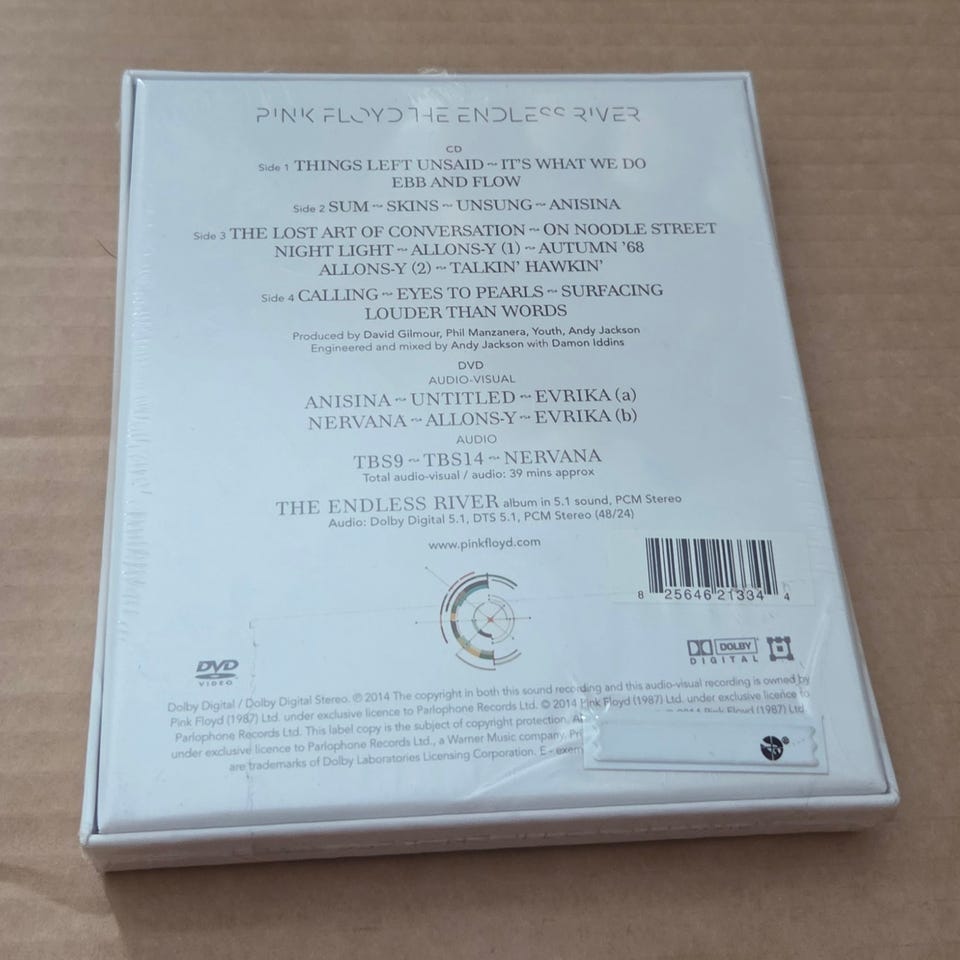 PINK FLOYD THE ENDLESS RIVER
CD
Side 1 THINGS LEFT UNSAID ~ IT'S WHAT WE DO
EBB AND FLOW
Side 2 SUM ~ SKINS ~ UNSUNG ~ ANISINA
Side 3 THE LOST ART OF CONVERSATION ~ ON NOODLE STREET
NIGHT LIGHT ~ ALLONS-Y (1) ~ AUTUMN '68
ALLONS-Y (2) ~ TALKIN' HAWKIN'
Side 4 CALLING ~ EYES TO PEARLS ~ SURFACING
LOUDER THAN WORDS
Produced by David Gilmour, Phil Manzanera, Youth, Andy Jackson
Engineered and mixed by Andy Jackson with Damon Iddins
DVD
AUDIO-VISUAL
ANISINA ~ UNTITLED ~ EVRIKA (a)
NERVANA ~ ALLONS-Y ~ EVRIKA (b)
AUDIO
TBS9 ~ TBS14 ~ NERVANA
Total audio-visual / audio: 39 mins approx
THE ENDLESS RIVER album in 5.1 sound, PCM Stereo
Audio: Dolby Digital 5.1, DTS 5.1, PCM Stereo (48/24)
www.pinkfloyd.com
8 25646 21334 4
DVD VIDEO
DOLBY DIGITAL
Dolby Digital / Dolby Digital Stereo. ℗ 2014 The copyright in both this sound recording and this audio-visual recording is owned by
Pink Floyd (1987) Ltd. under exclusive licence to Parlophone Records Ltd. © 2014 Pink Floyd (1987) Ltd. under exclusive licence to
Parlophone Records Ltd. This label copy is the subject of copyright protection. 2014 Pink Floyd (1987) Ltd.
under exclusive licence to Parlophone Records Ltd., a Warner Music company.
are trademarks of Dolby Laboratories Licensing Corporation. E - exem